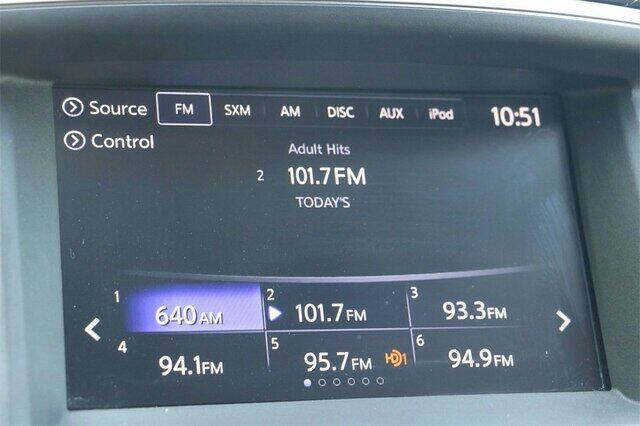 Source FM SXM AM DISC AUX iPod 10:51
Control
Adult Hits
2 101.7 FM
TODAY'S
1 640 AM 2 101.7 FM 3 93.3 FM
4 94.1 FM 5 95.7 FM HD1 6 94.9 FM